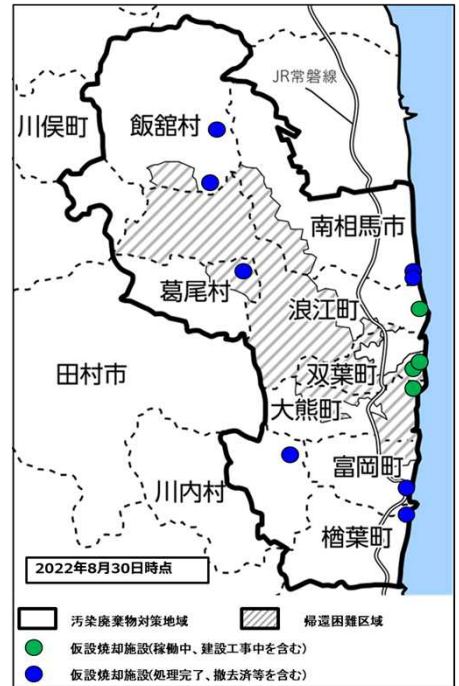 JR常磐線
川俣町
飯舘村
南相馬市
葛尾村
浪江町
田村市
双葉町
大熊町
富岡町
川内村
楢葉町
2022年8月30日時点
汚染廃棄物対策地域
帰還困難区域
仮設焼却施設(稼働中、建設工事中を含む)
仮設焼却施設(処理完了、撤去済等を含む)